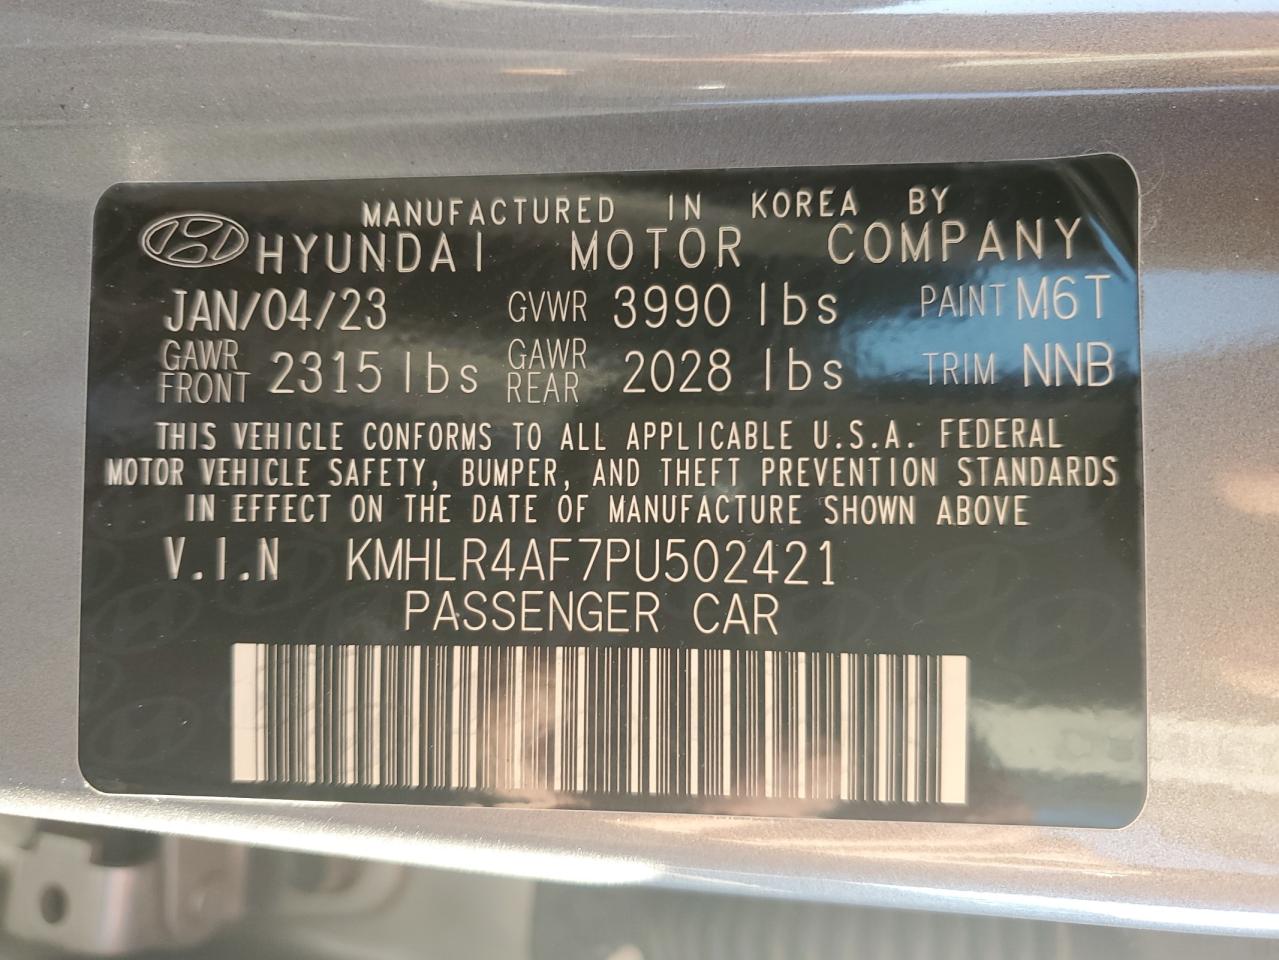 MANUFACTURED IN KOREA BY
HYUNDAI MOTOR COMPANY
JAN/04/23 GVWR 3990 lbs PAINT M6T
GAWR FRONT 2315 lbs GAWR REAR 2028 lbs TRIM NNB
THIS VEHICLE CONFORMS TO ALL APPLICABLE U.S.A. FEDERAL
MOTOR VEHICLE SAFETY, BUMPER, AND THEFT PREVENTION STANDARDS
IN EFFECT ON THE DATE OF MANUFACTURE SHOWN ABOVE
V.I.N KMHLR4AF7PU502421
PASSENGER CAR